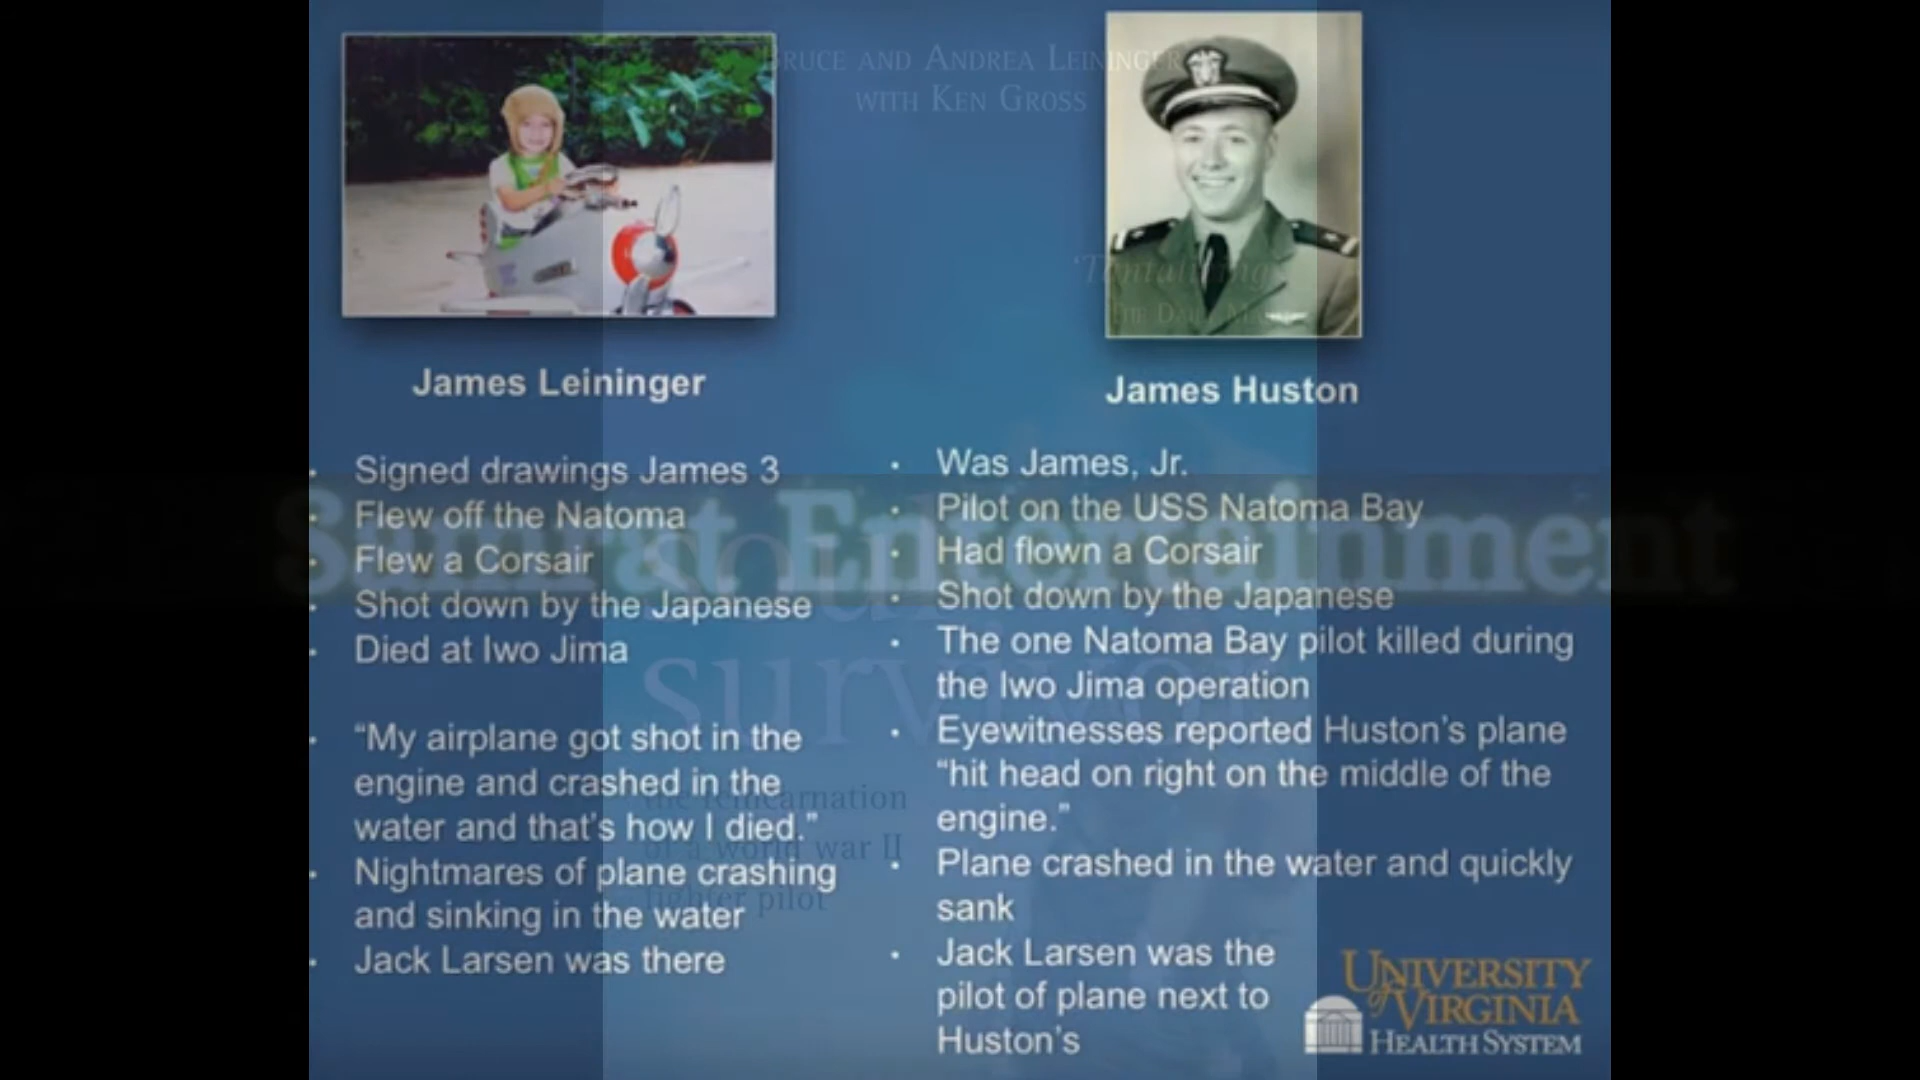 BRUCE AND ANDREA LEININGER
WITH KEN GROSS
'Tantalizing'
THE DAILY MAIL
James Leininger
James Huston
• Signed drawings James 3
• Flew off the Natoma
• Flew a Corsair
• Shot down by the Japanese
• Died at Iwo Jima
• “My airplane got shot in the
engine and crashed in the
water and that’s how I died.”
• Nightmares of plane crashing
and sinking in the water
• Jack Larsen was there
• Was James, Jr.
• Pilot on the USS Natoma Bay
• Had flown a Corsair
• Shot down by the Japanese
• The one Natoma Bay pilot killed during
the Iwo Jima operation
• Eyewitnesses reported Huston’s plane
“hit head on right on the middle of the
engine.”
• Plane crashed in the water and quickly
sank
• Jack Larsen was the
pilot of plane next to
Huston’s
Entertainment
soul
survivor
the reincarnation
of a world war II
fighter pilot
UNIVERSITY
of VIRGINIA
HEALTH SYSTEM